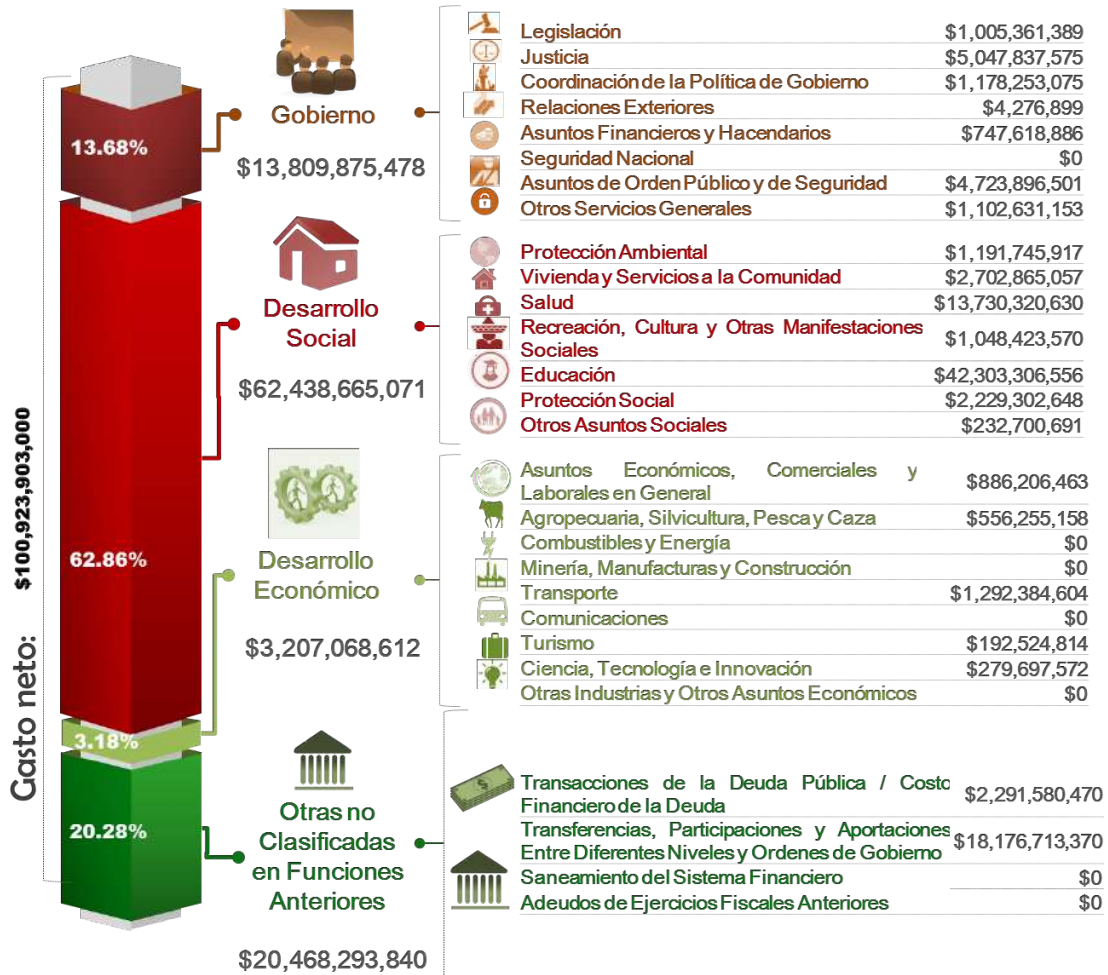 Gasto neto: $100,923,903,000
13.68%
62.86%
3.18%
20.28%
Gobierno
$13,809,875,478
Legislación $1,005,361,389
Justicia $5,047,837,575
Coordinación de la Política de Gobierno $1,178,253,075
Relaciones Exteriores $4,276,899
Asuntos Financieros y Hacendarios $747,618,886
Seguridad Nacional $0
Asuntos de Orden Público y de Seguridad $4,723,896,501
Otros Servicios Generales $1,102,631,153
Desarrollo
Social
$62,438,665,071
Protección Ambiental $1,191,745,917
Vivienda y Servicios a la Comunidad $2,702,865,057
Salud $13,730,320,630
Recreación, Cultura y Otras Manifestaciones
Sociales $1,048,423,570
Educación $42,303,306,556
Protección Social $2,229,302,648
Otros Asuntos Sociales $232,700,691
Desarrollo
Económico
$3,207,068,612
Asuntos Económicos, Comerciales y
Laborales en General $886,206,463
Agropecuaria, Silvicultura, Pesca y Caza $556,255,158
Combustibles y Energía $0
Minería, Manufacturas y Construcción $0
Transporte $1,292,384,604
Comunicaciones $0
Turismo $192,524,814
Ciencia, Tecnología e Innovación $279,697,572
Otras Industrias y Otros Asuntos Económicos $0
Otras no
Clasificadas
en Funciones
Anteriores
$20,468,293,840
Transacciones de la Deuda Pública / Costo
Financiero de la Deuda $2,291,580,470
Transferencias, Participaciones y Aportaciones
Entre Diferentes Niveles y Ordenes de Gobierno $18,176,713,370
Saneamiento del Sistema Financiero $0
Adeudos de Ejercicios Fiscales Anteriores $0